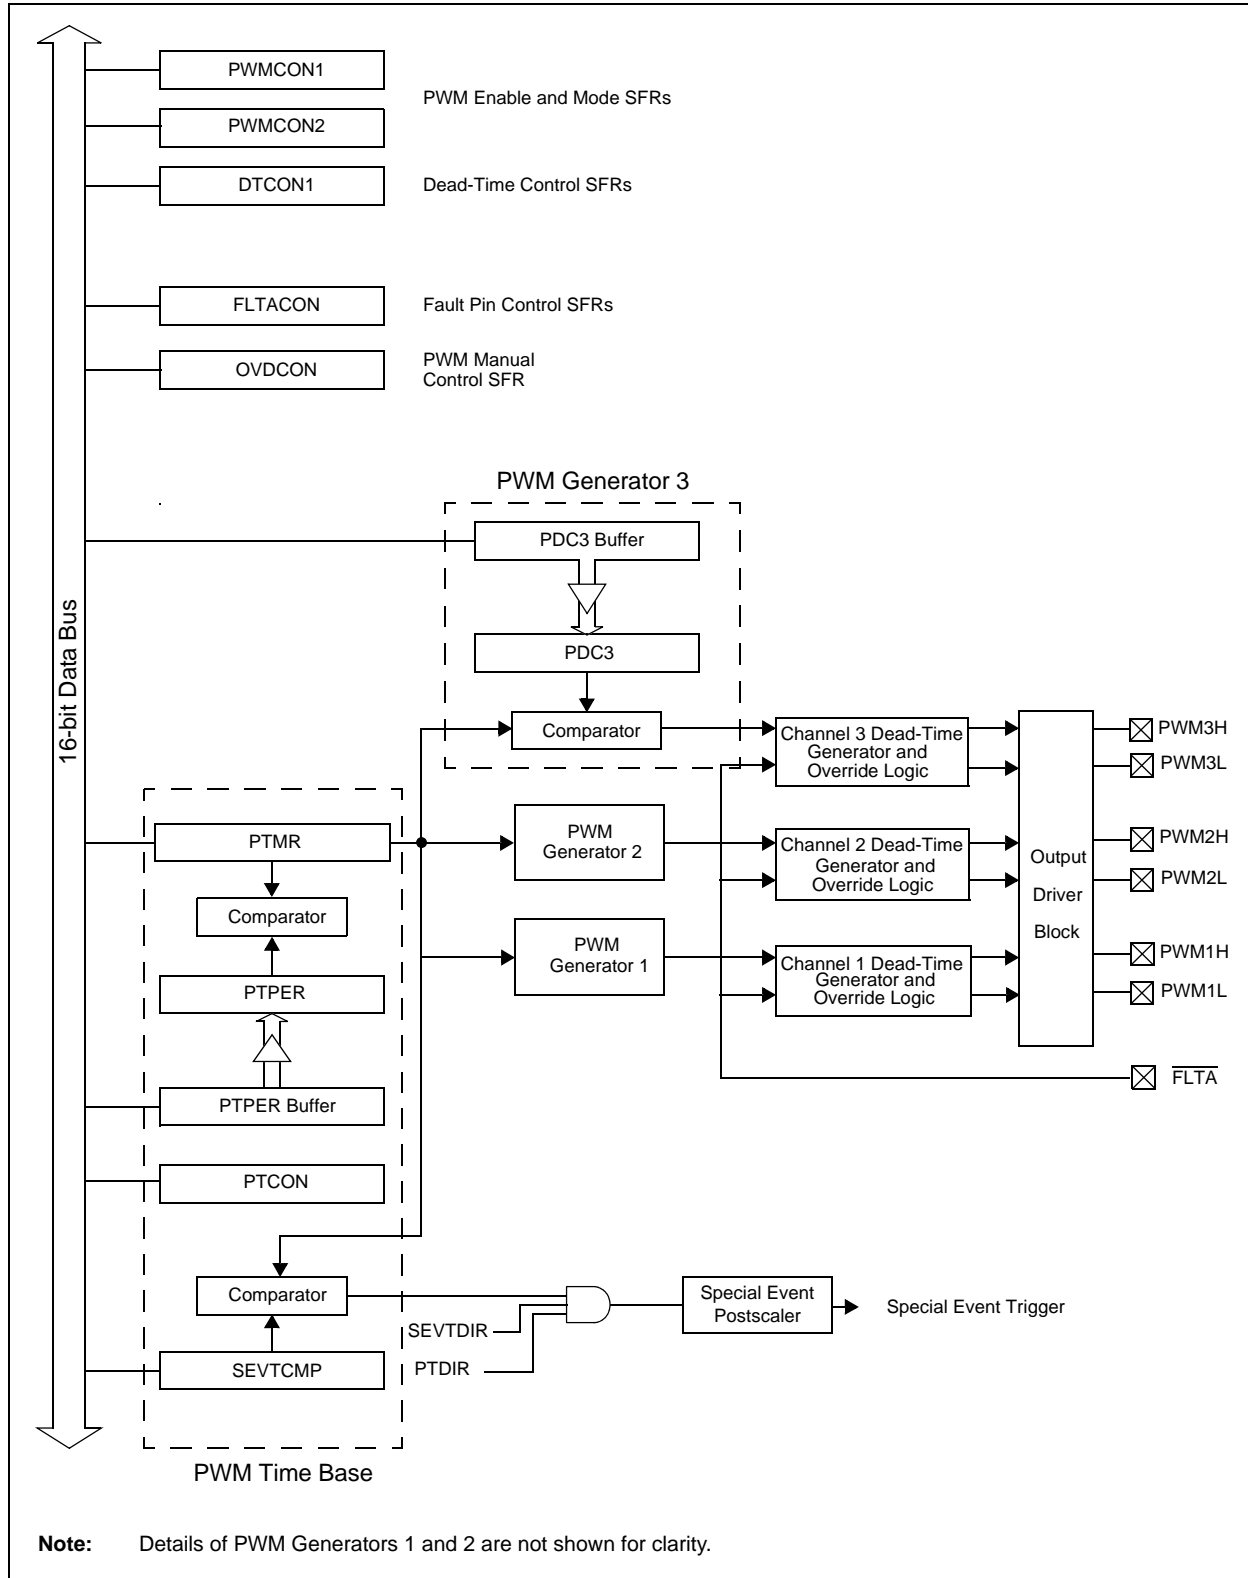 PWMCON1
PWM Enable and Mode SFRs
PWMCON2
DTCON1
Dead-Time Control SFRs
FLTACON
Fault Pin Control SFRs
OVDCON
PWM Manual
Control SFR
PWM Generator 3
PDC3 Buffer
16-bit Data Bus
PDC3
Comparator
Channel 3 Dead-Time
Generator and
Override Logic
PWM3H
PWM3L
PTMR
PWM
Generator 2
Channel 2 Dead-Time
Generator and
Override Logic
Output
Driver
Block
PWM2H
PWM2L
Comparator
PWM
Generator 1
Channel 1 Dead-Time
Generator and
Override Logic
PWM1H
PWM1L
PTPER
FLTA
PTPER Buffer
PTCON
Comparator
SEVTDIR
PTDIR
Special Event
Postscaler
Special Event Trigger
SEVTCMP
PWM Time Base
Note: Details of PWM Generators 1 and 2 are not shown for clarity.